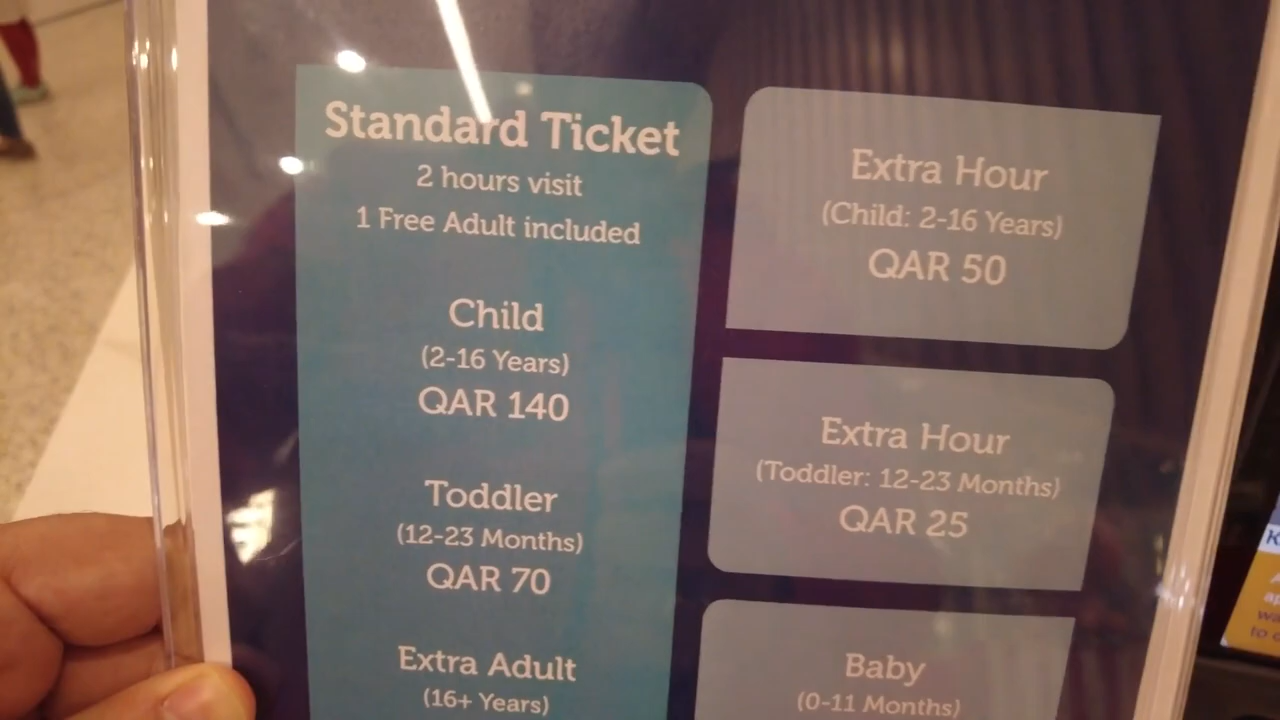 Standard Ticket
2 hours visit
1 Free Adult included
Child
(2-16 Years)
QAR 140
Toddler
(12-23 Months)
QAR 70
Extra Adult
(16+ Years)
Extra Hour
(Child: 2-16 Years)
QAR 50
Extra Hour
(Toddler: 12-23 Months)
QAR 25
Baby
(0-11 Months)